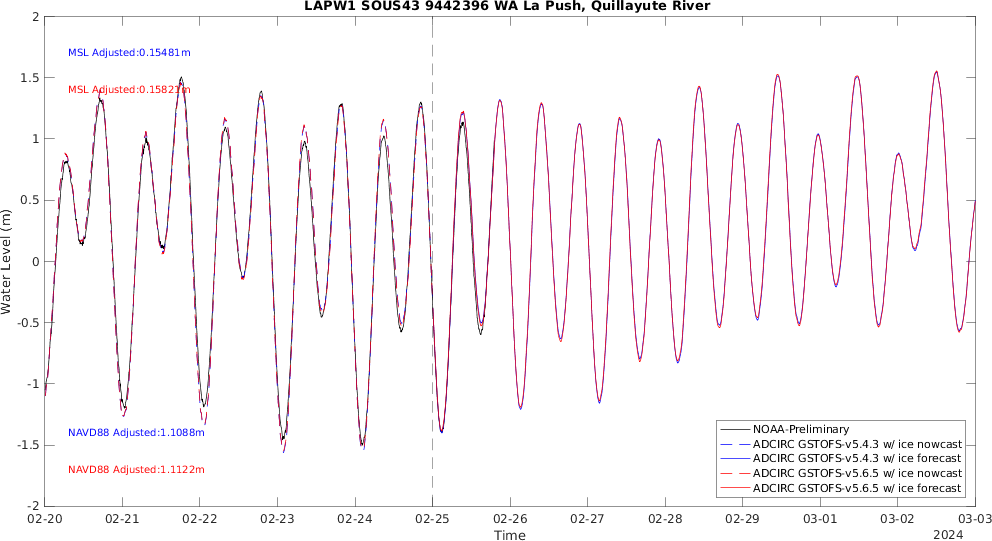 LAPW1 SOUS43 9442396 WA La Push, Quillayute River
2
1.5
1
0.5
0
-0.5
-1
-1.5
-2
Water Level (m)
MSL Adjusted:0.15481m
MSL Adjusted:0.15821m
NAVD88 Adjusted:1.1088m
NAVD88 Adjusted:1.1122m
NOAA-Preliminary
ADCIRC GSTOFS-v5.4.3 w/ ice nowcast
ADCIRC GSTOFS-v5.4.3 w/ ice forecast
ADCIRC GSTOFS-v5.6.5 w/ ice nowcast
ADCIRC GSTOFS-v5.6.5 w/ ice forecast
02-20 02-21 02-22 02-23 02-24 02-25 02-26 02-27 02-28 02-29 03-01 03-02 03-03
Time
2024